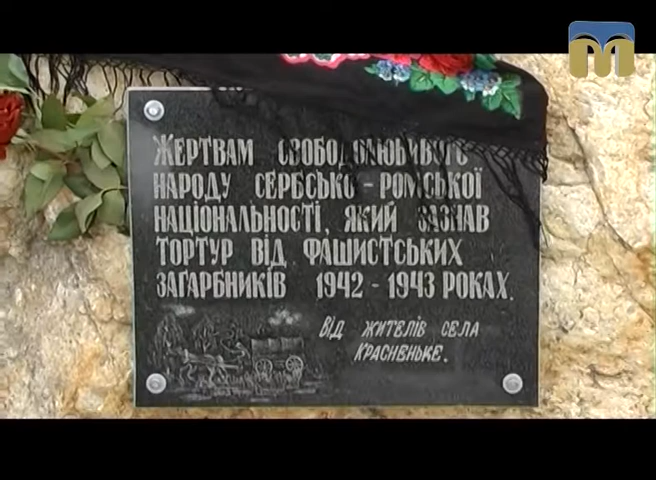 ЖЕРТВАМ СВОБОДОЛЮБИВОГО
НАРОДУ СЕРБСЬКО - РОМСЬКОЇ
НАЦІОНАЛЬНОСТІ, ЯКИЙ ЗАЗНАВ
ТОРТУР ВІД ФАШИСТСЬКИХ
ЗАГАРБНИКІВ 1942 - 1943 РОКАХ.
ВІД ЖИТЕЛІВ СЕЛА
КРАСНЕНЬКЕ.